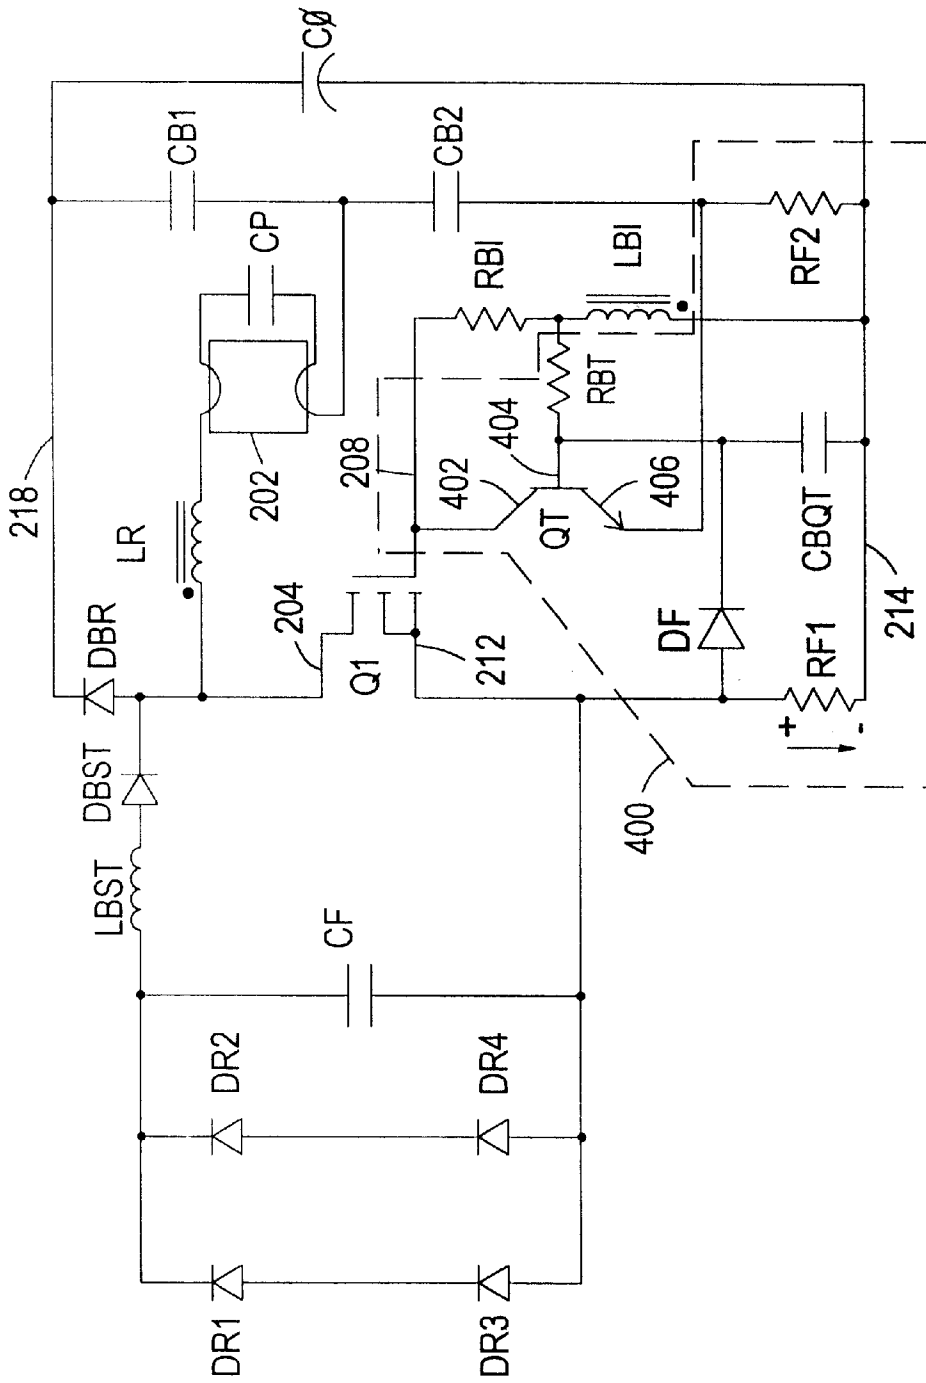 CØ
218
CB1
CP
CB2
LR
202
DBR
204
208
RBI
LBI
RF2
DBST
Q1
402
404
RBT
LBST
212
QT
406
DF
CBQT
RF1
+
-
214
400
CF
DR2
DR4
DR1
DR3